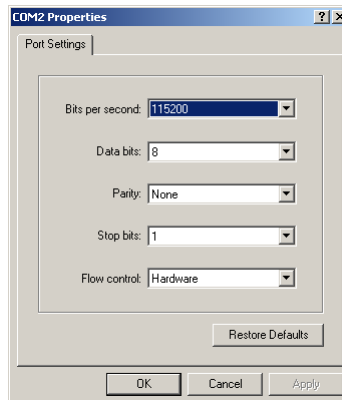 COM2 Properties
Port Settings
Bits per second: 115200
Data bits: 8
Parity: None
Stop bits: 1
Flow control: Hardware
Restore Defaults
OK Cancel Apply